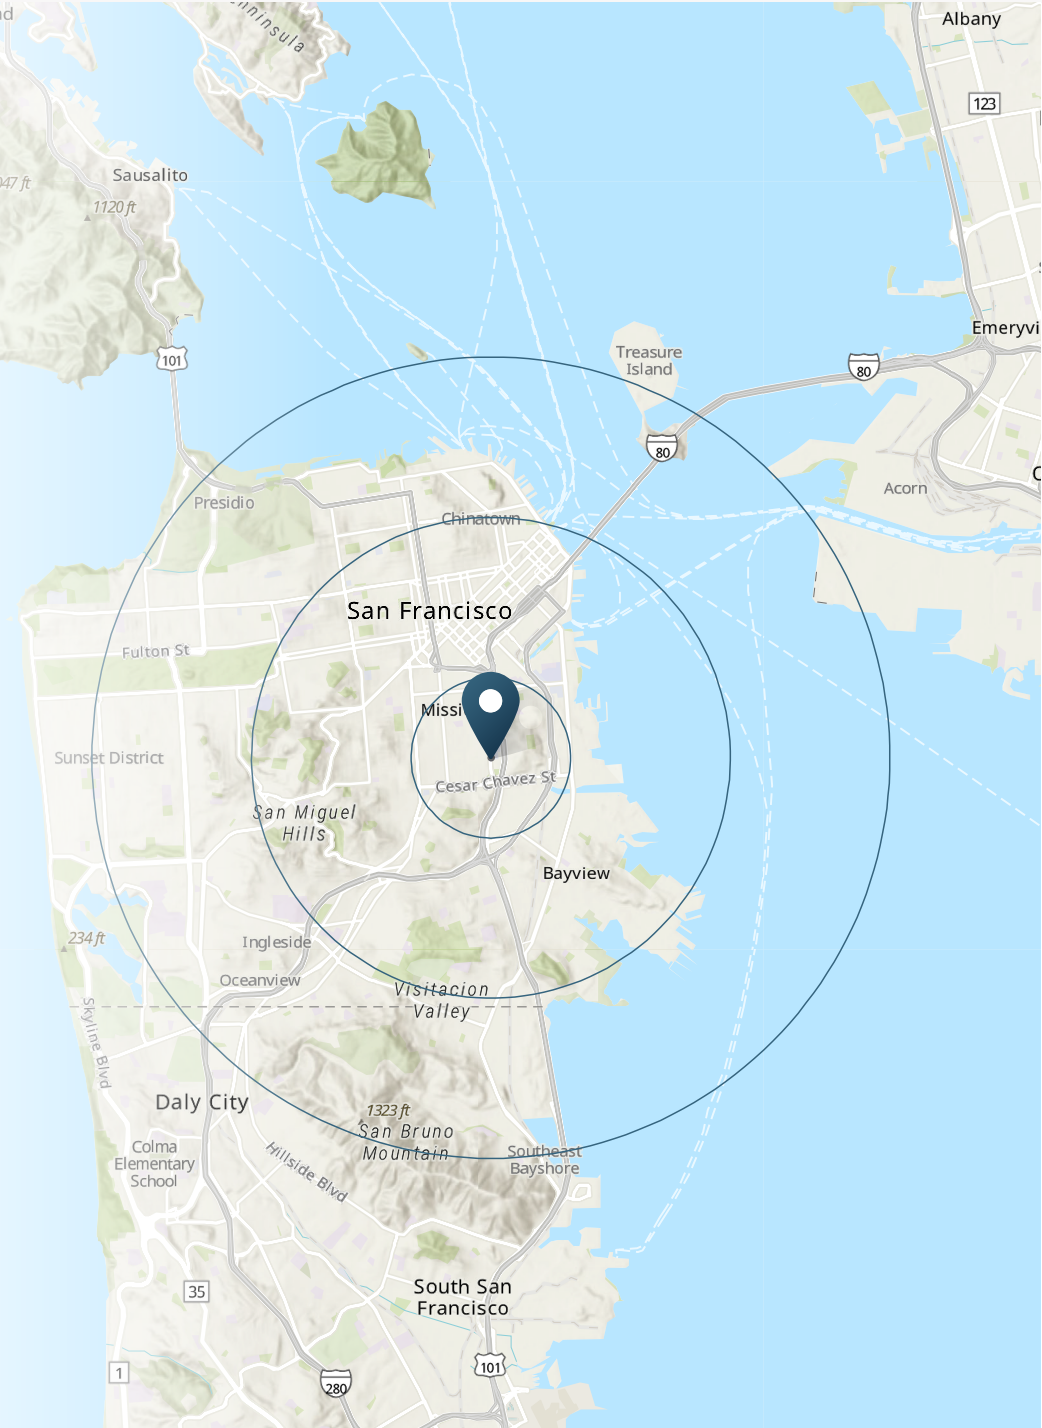 Albany
123
Sausalito
1120 ft
Emeryvi
Treasure
Island
80
101
80
Acorn
Presidio
Chinatown
San Francisco
Fulton St
Missi
Sunset District
Cesar Chavez St
San Miguel
Hills
Bayview
234 ft
Ingleside
Oceanview
Visitacion
Valley
Skyline Blvd
Daly City
1323 ft
San Bruno
Mountain
Colma
Elementary
School
Hillside Blvd
Southeast
Bayshore
35
South San
Francisco
1
280
101